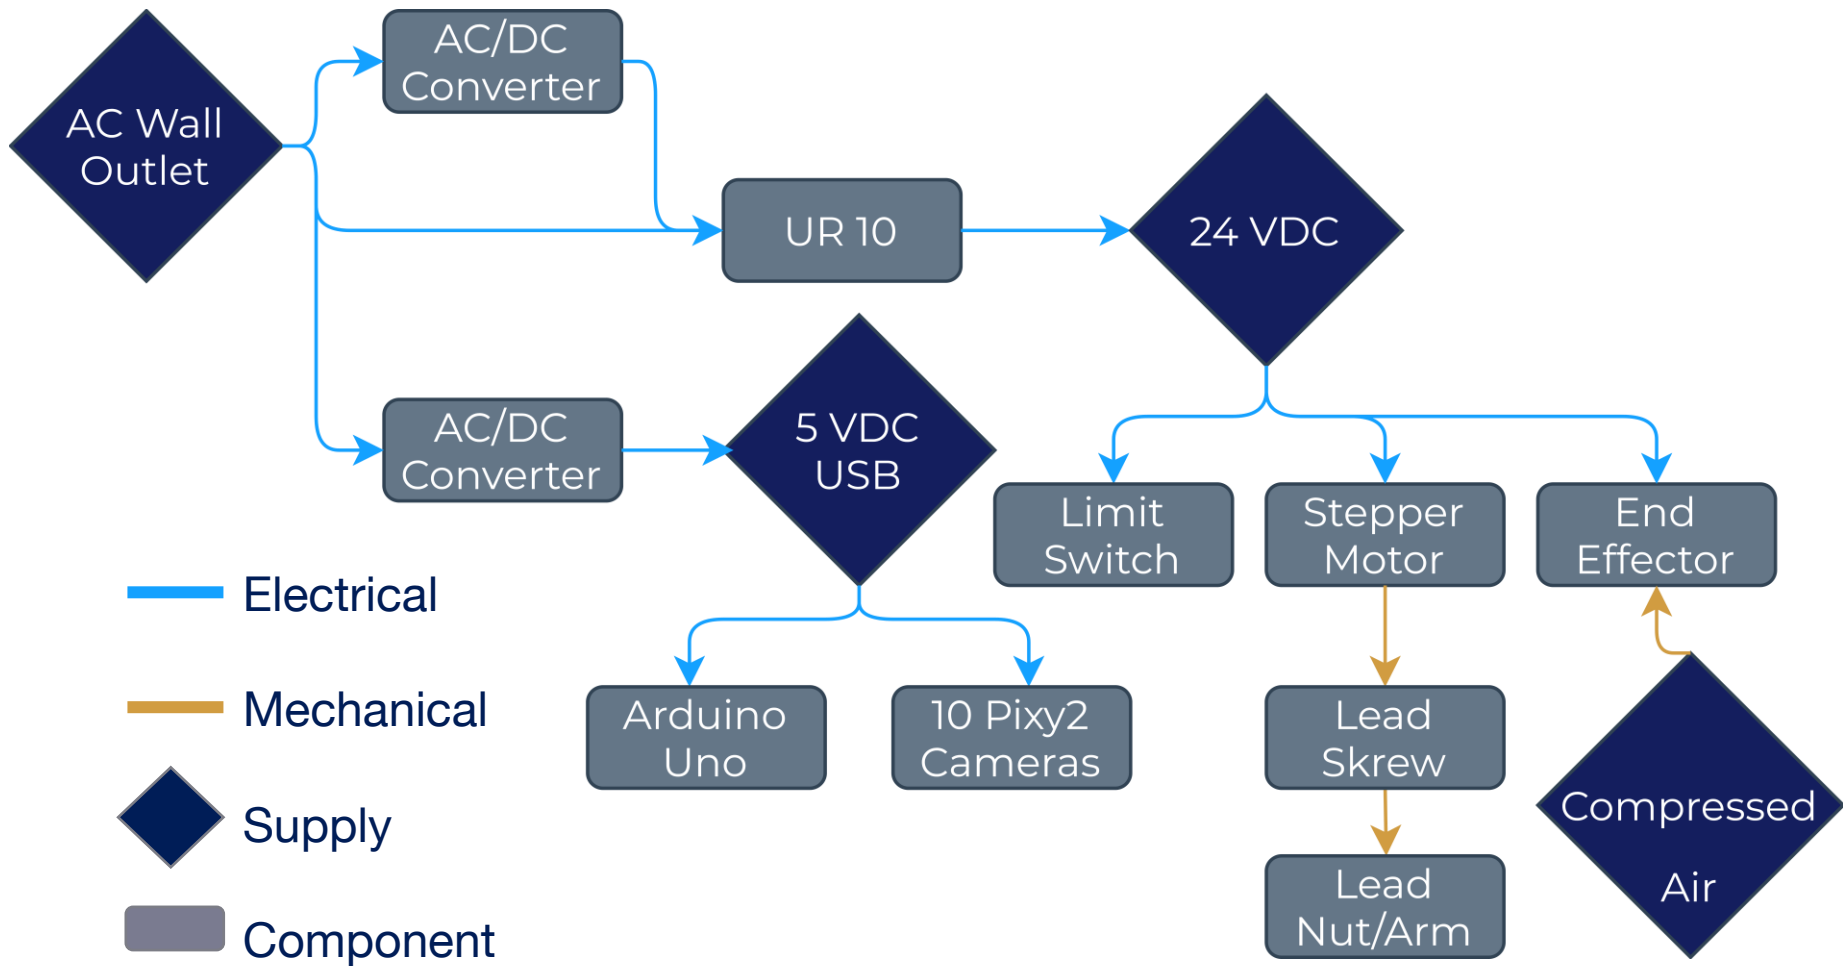 AC/DC
Converter
AC Wall
Outlet
UR 10
24 VDC
AC/DC
Converter
5 VDC
USB
Limit
Switch
Stepper
Motor
End
Effector
Electrical
Mechanical
Supply
Component
Arduino
Uno
10 Pixy2
Cameras
Lead
Skrew
Compressed
Air
Lead
Nut/Arm